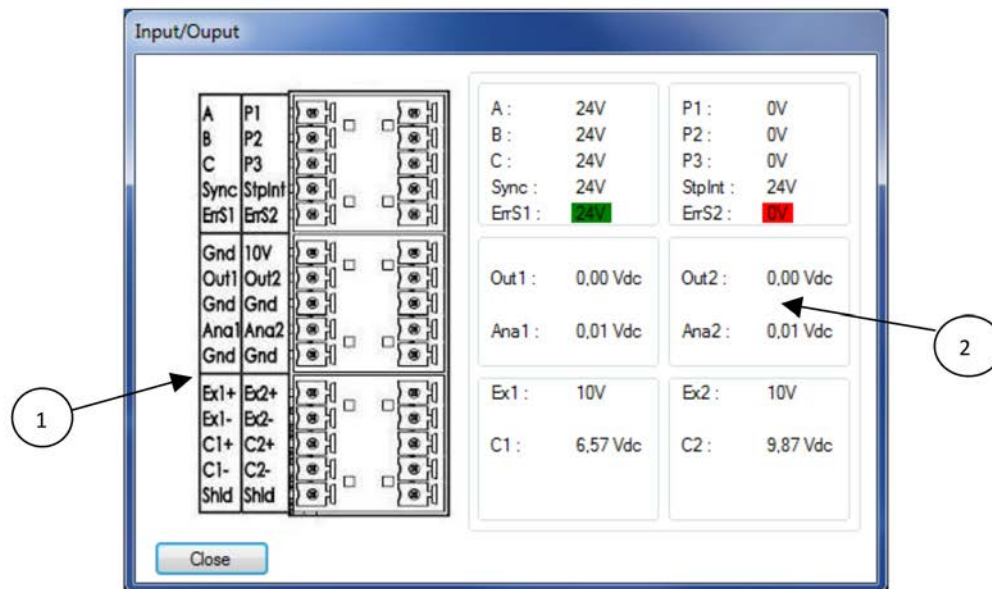 Input/Ouput
A P1
B P2
C P3
Sync StpInt
ErrS1 ErrS2
Gnd 10V
Out1 Out2
Gnd Gnd
Ana1 Ana2
Gnd Gnd
Ex1+ Ex2+
Ex1- Ex2-
C1+ C2+
C1- C2-
Shld Shld
A : 24V
B : 24V
C : 24V
Sync : 24V
ErrS1 : 24V
P1 : 0V
P2 : 0V
P3 : 0V
StpInt : 24V
ErrS2 : 0V
Out1 : 0,00 Vdc
Ana1 : 0,01 Vdc
Out2 : 0,00 Vdc
Ana2 : 0,01 Vdc
Ex1 : 10V
C1 : 6,57 Vdc
Ex2 : 10V
C2 : 9,87 Vdc
1
2
Close